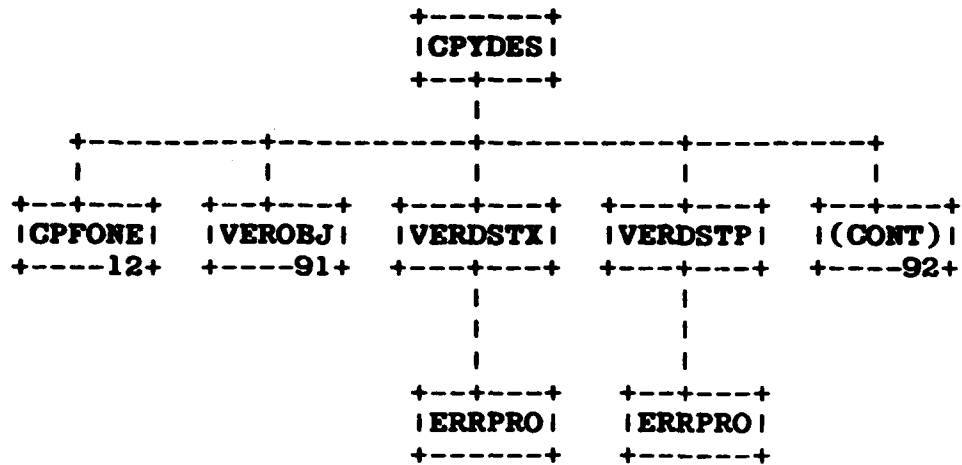 CPYDES
CPFONE VEROBJ VERDSTX VERDSTP (CONT)
12 91 92
ERRPRO ERRPRO